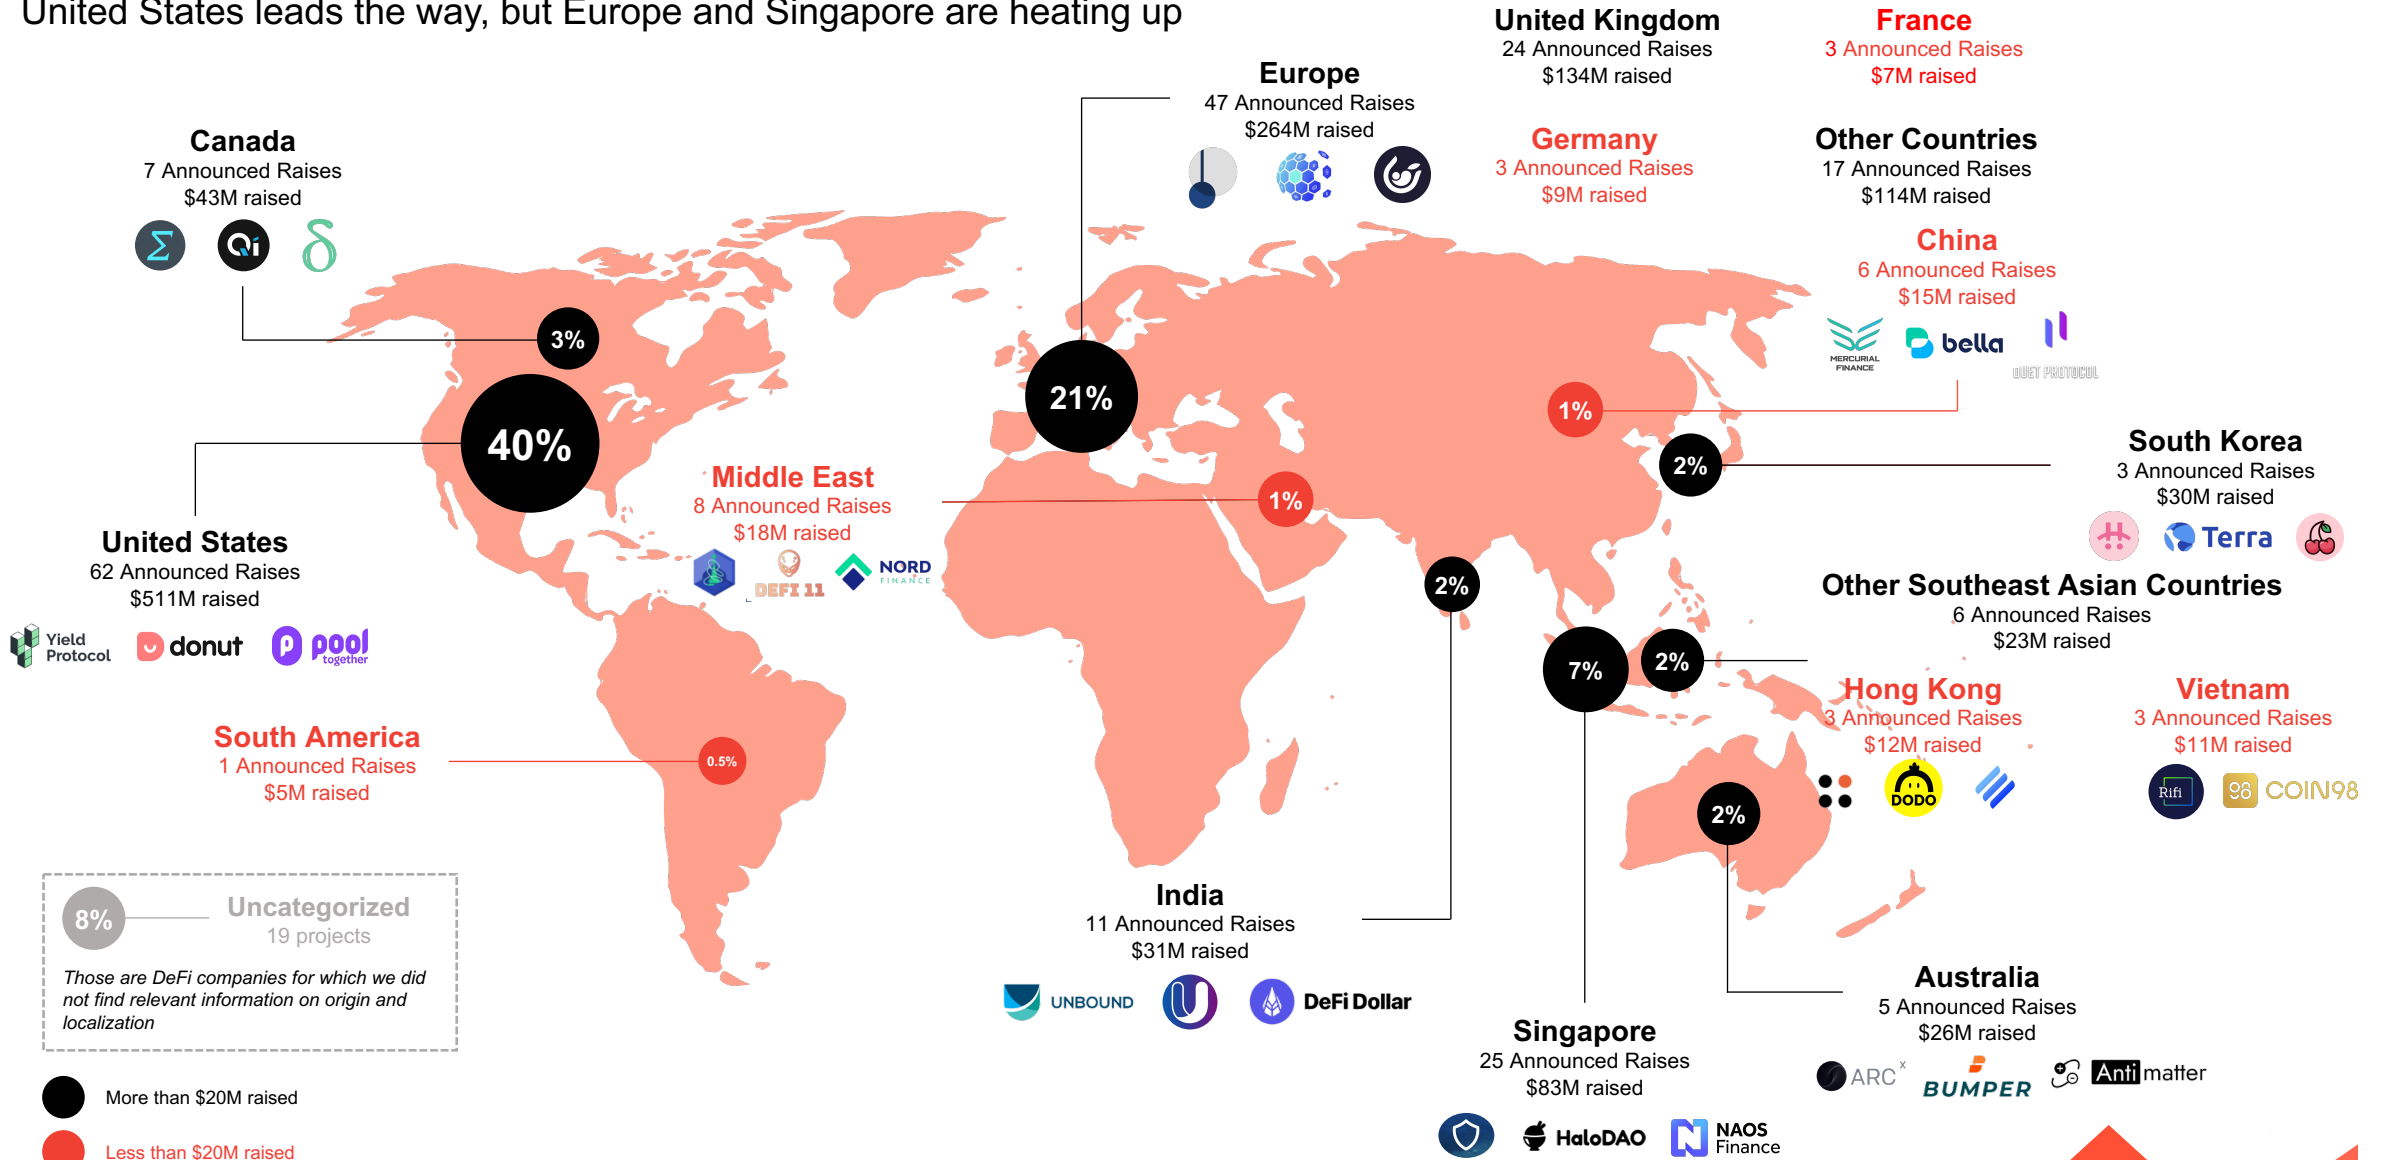 United States leads the way, but Europe and Singapore are heating up
United Kingdom
24 Announced Raises
$134M raised
France
3 Announced Raises
$7M raised
Europe
47 Announced Raises
$264M raised
Germany
3 Announced Raises
$9M raised
Other Countries
17 Announced Raises
$114M raised
Canada
7 Announced Raises
$43M raised
Qi
China
6 Announced Raises
$15M raised
MERCURIAL
FINANCE
bella
DUET PROTOCOL
3%
21%
40%
1%
2%
South Korea
3 Announced Raises
$30M raised
Terra
Middle East
8 Announced Raises
$18M raised
DEFI 11
NORD
FINANCE
1%
United States
62 Announced Raises
$511M raised
Yield
Protocol
donut
pool
together
2%
Other Southeast Asian Countries
6 Announced Raises
$23M raised
7%
2%
Hong Kong
3 Announced Raises
$12M raised
DODO
Vietnam
3 Announced Raises
$11M raised
Rifi
98
COIN98
South America
1 Announced Raises
$5M raised
0.5%
2%
8%
Uncategorized
19 projects
Those are DeFi companies for which we did
not find relevant information on origin and
localization
India
11 Announced Raises
$31M raised
UNBOUND
DeFi Dollar
Australia
5 Announced Raises
$26M raised
ARC x
BUMPER
Antimatter
Singapore
25 Announced Raises
$83M raised
HaloDAO
NAOS
Finance
More than $20M raised
Less than $20M raised